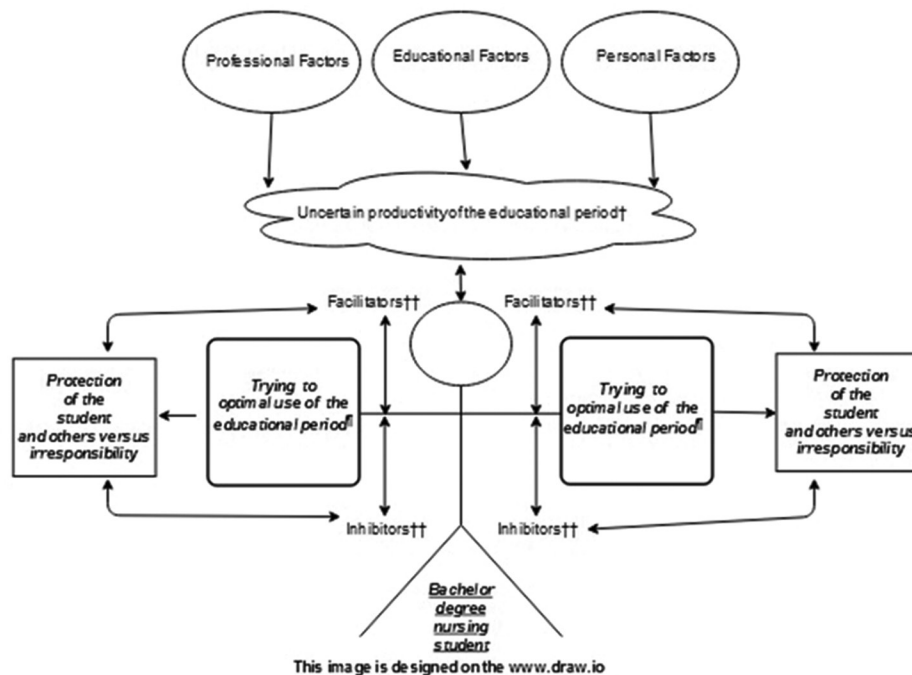 Professional Factors
Educational Factors
Personal Factors
Uncertain productivity of the educational period†
Facilitators††
Facilitators††
Protection
of the
student
and others versus
irresponsibility
Trying to
optimal use of the
educational period¶
Trying to
optimal use of the
educational period¶
Protection
of the
student
and others versus
irresponsibility
Inhibitors††
Inhibitors††
Bachelor
degree
nursing
student
This image is designed on the www.draw.io